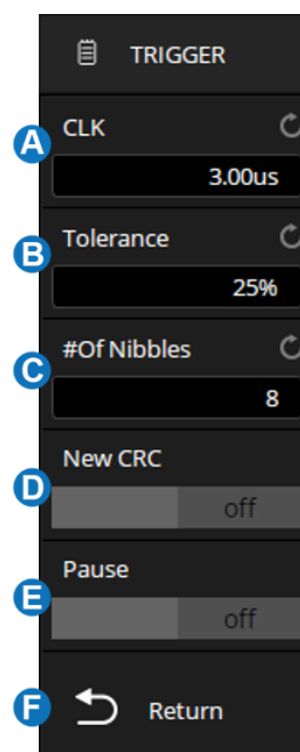 TRIGGER
A
CLK
3.00us
B
Tolerance
25%
C
#Of Nibbles
8
D
New CRC
off
E
Pause
off
F
Return